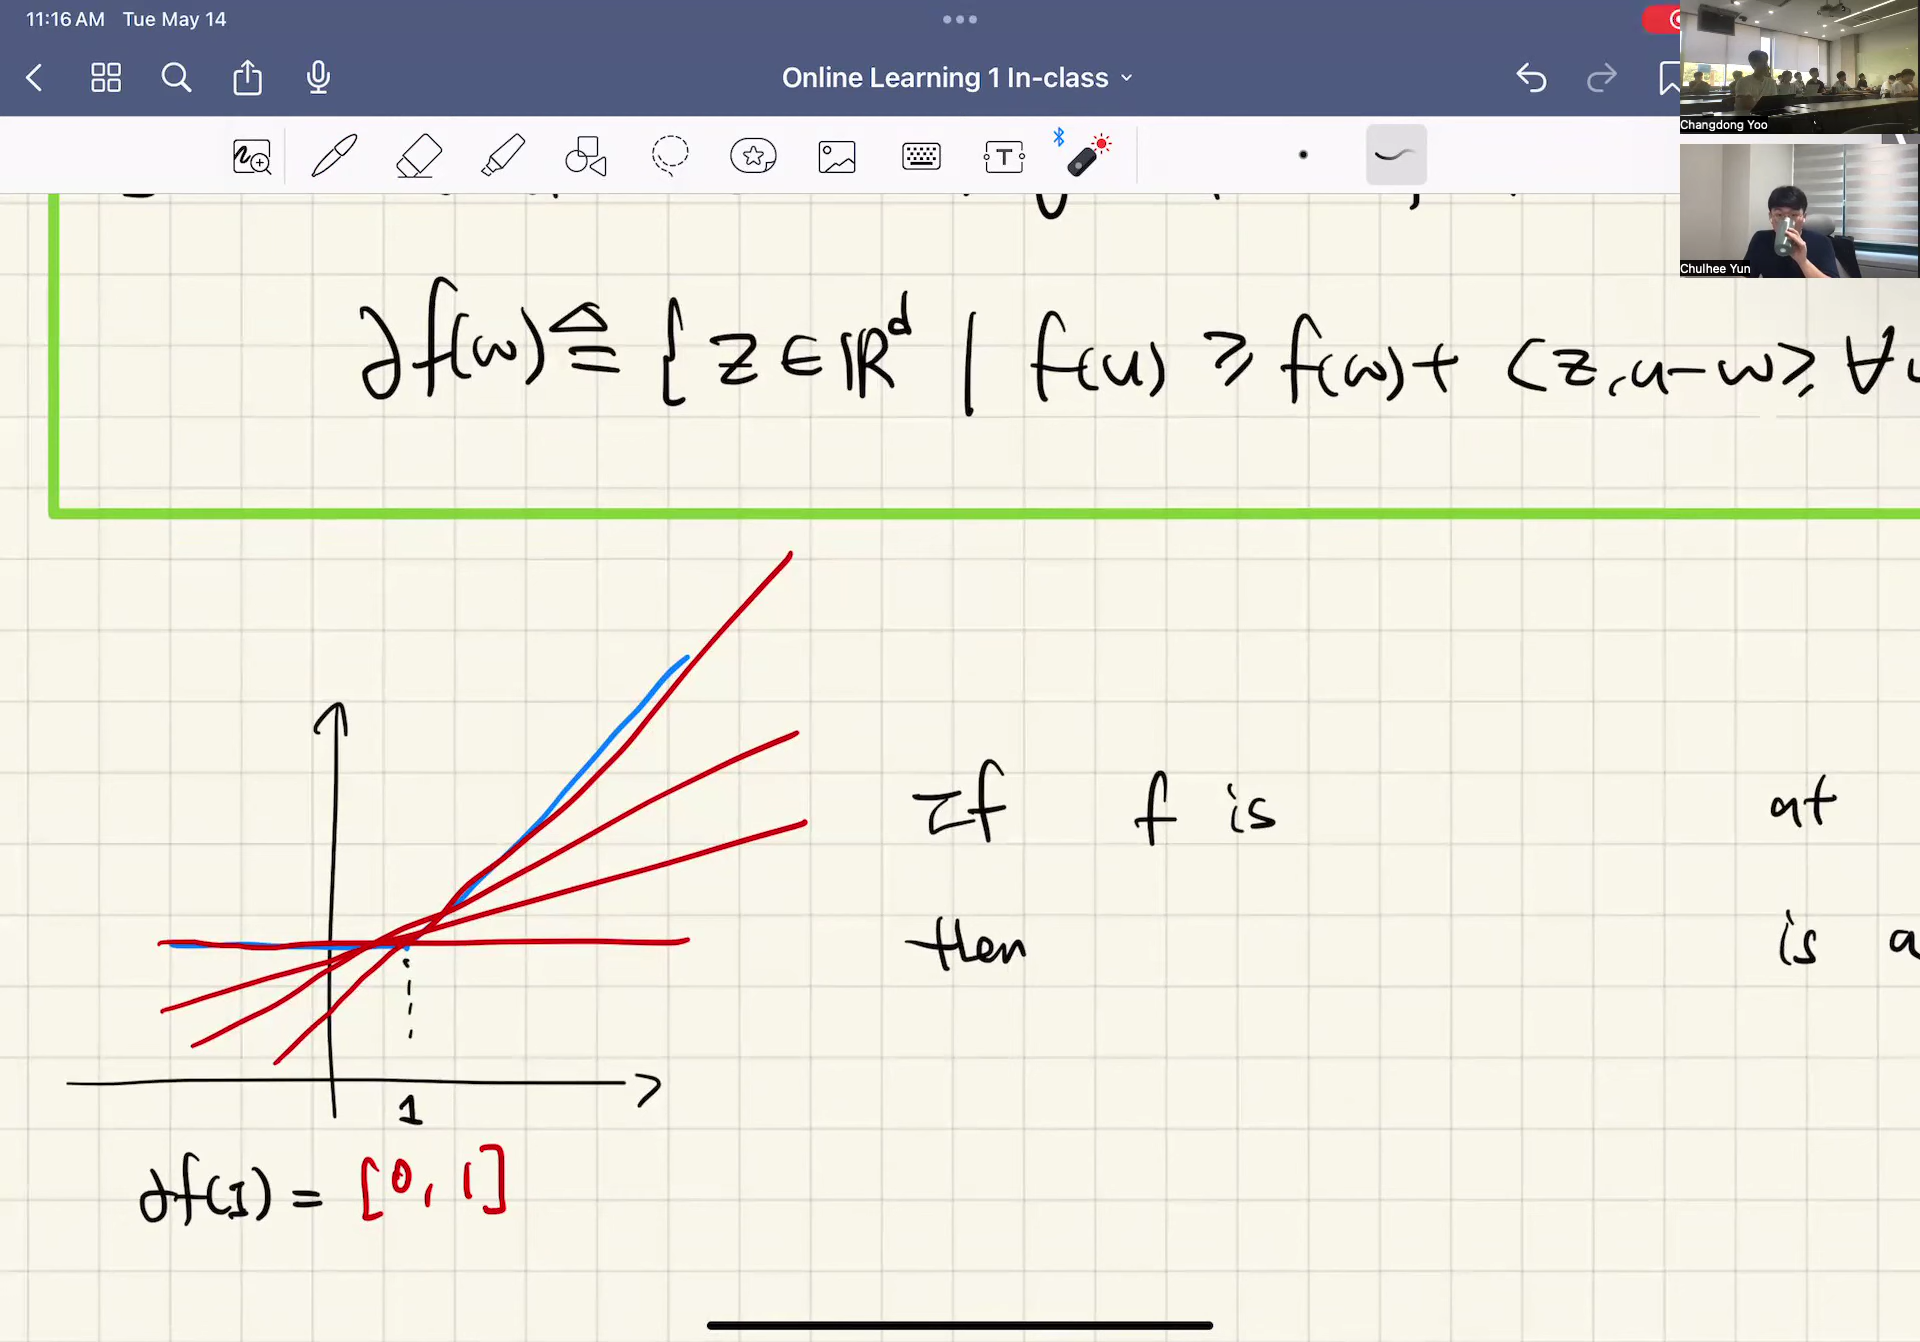 11:16 AM Tue May 14
Online Learning 1 In-class
Changdong Yoo
Chulhee Yun
∂f(w) ≜ { z ∈ ℝ^d | f(u) ≥ f(w) + ⟨z, u-w⟩, ∀
If f is at
then is a
1
∂f(1) = [0, 1]